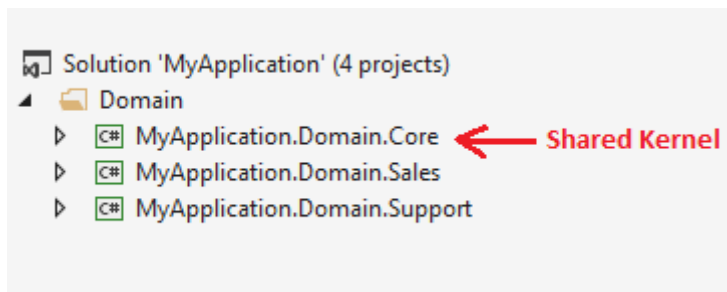 Solution 'MyApplication' (4 projects)
Domain
C# MyApplication.Domain.Core Shared Kernel
C# MyApplication.Domain.Sales
C# MyApplication.Domain.Support